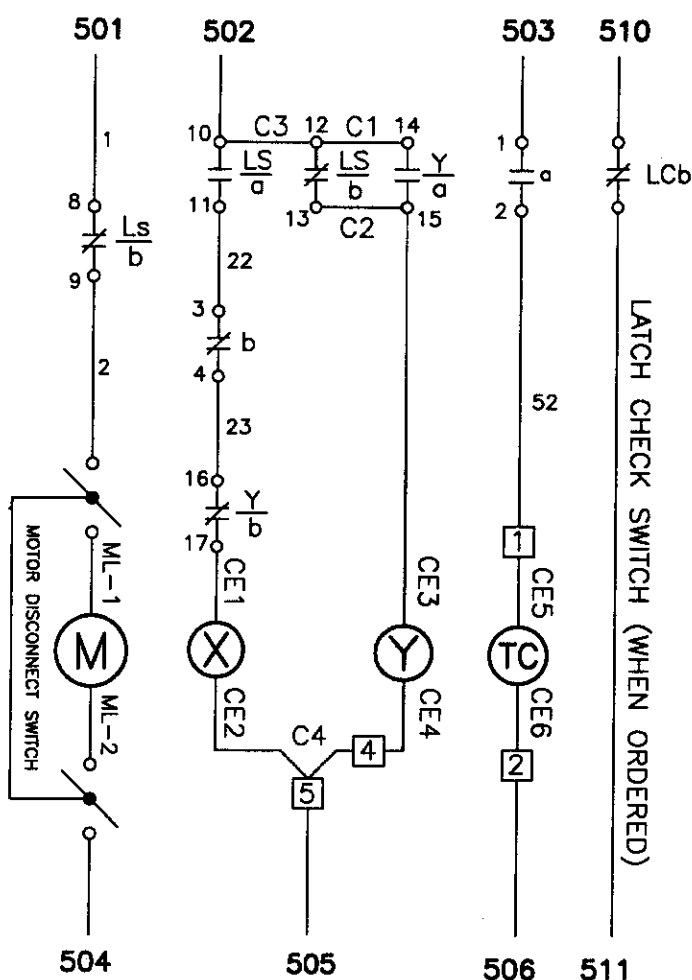 501 502 503 510
10 C3 12 C1 14
1
1
LS/a LS/b Y/a
a
LCb
8
11 13 C2 15
2
Ls/b
9
22
3
b
4
2
23
52
16
Y/b
17
1
ML-1 CE1 CE3 CE5
M X Y TC
ML-2 CE2 CE4 CE6
C4
4
2
5
MOTOR DISCONNECT SWITCH
LATCH CHECK SWITCH (WHEN ORDERED)
504 505 506 511